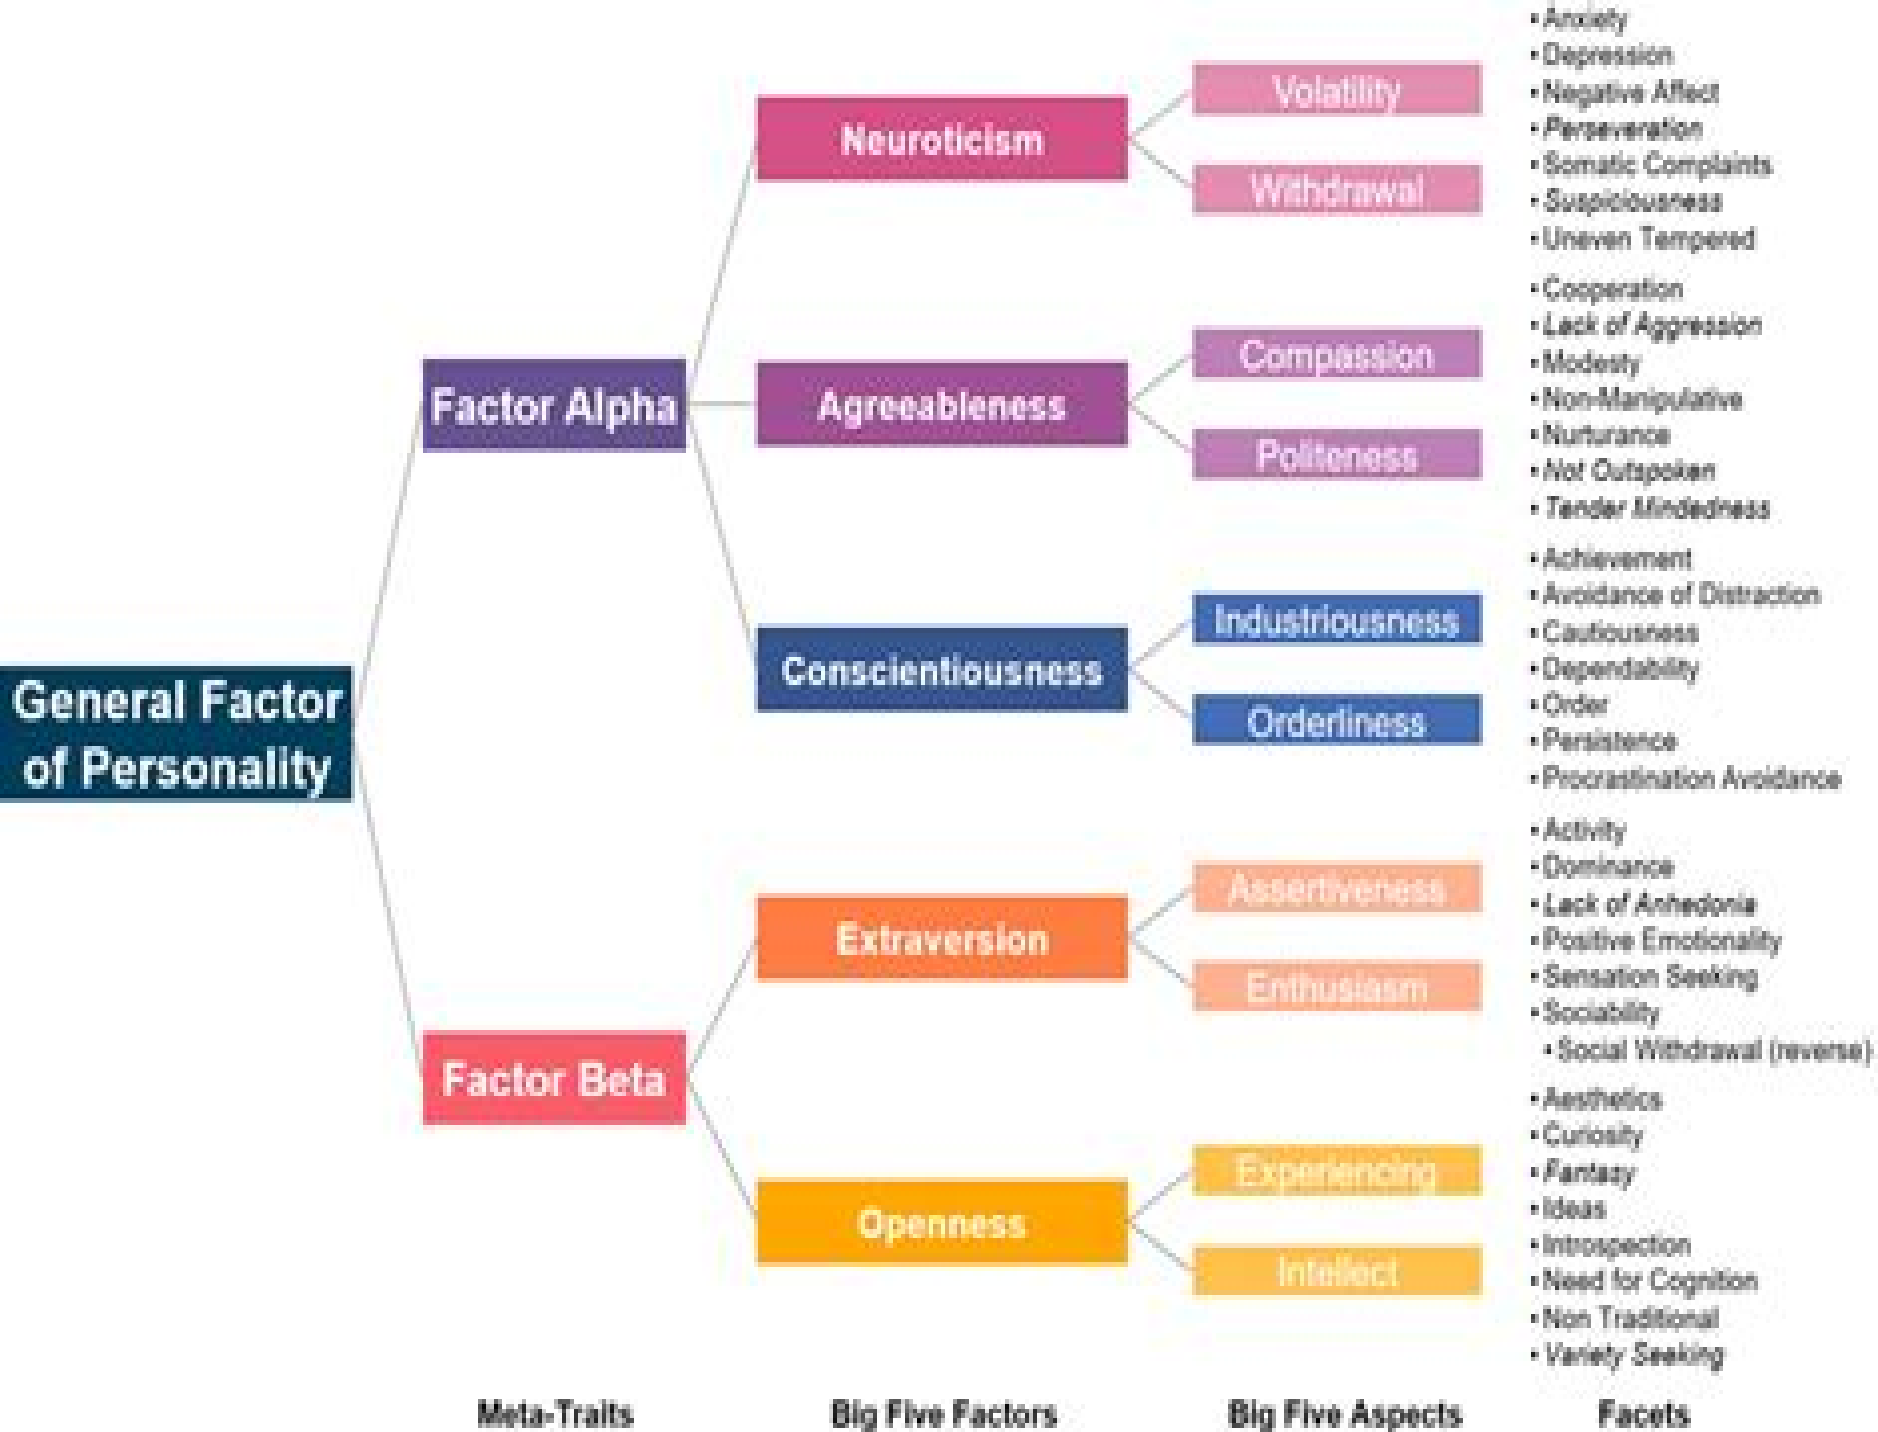 Anxiety
Depression
Negative Affect
Perseveration
Somatic Complaints
Suspiciousness
Uneven Tempered
Volatility
Withdrawal
Neuroticism
Cooperation
Lack of Aggression
Modesty
Non-Manipulative
Nurturance
Not Outspoken
Tender Mindedness
Compassion
Politeness
Agreeableness
Factor Alpha
Achievement
Avoidance of Distraction
Cautiousness
Dependability
Order
Persistence
Procrastination Avoidance
Industriousness
Orderliness
Conscientiousness
General Factor
of Personality
Activity
Dominance
Lack of Anhedonia
Positive Emotionality
Sensation Seeking
Sociability
Social Withdrawal (reverse)
Assertiveness
Enthusiasm
Extraversion
Factor Beta
Aesthetics
Curiosity
Fantasy
Ideas
Introspection
Need for Cognition
Non Traditional
Variety Seeking
Experiencing
Intellect
Openness
Meta-Traits
Big Five Factors
Big Five Aspects
Facets